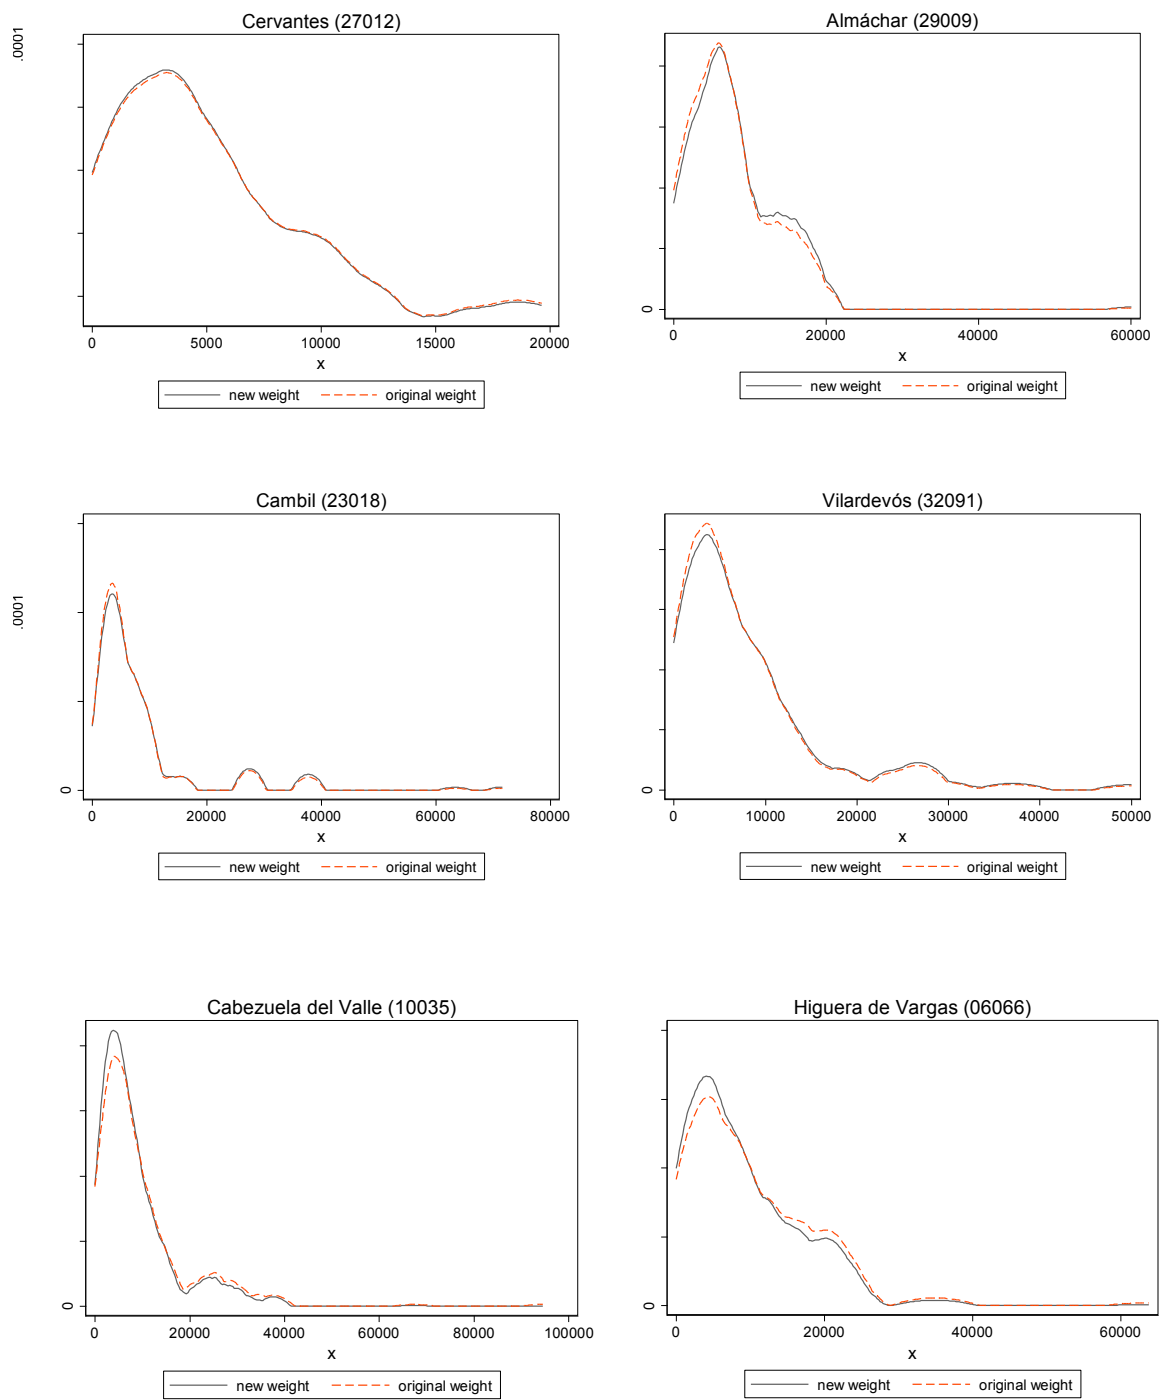 Cervantes (27012)
.0001
0 5000 10000 15000 20000
x
new weight original weight
Almáchar (29009)
0
0 20000 40000 60000
x
new weight original weight
Cambil (23018)
.0001
0
0 20000 40000 60000 80000
x
new weight original weight
Vilardevós (32091)
0
0 10000 20000 30000 40000 50000
x
new weight original weight
Cabezuela del Valle (10035)
0
0 20000 40000 60000 80000 100000
x
new weight original weight
Higuera de Vargas (06066)
0
0 20000 40000 60000
x
new weight original weight